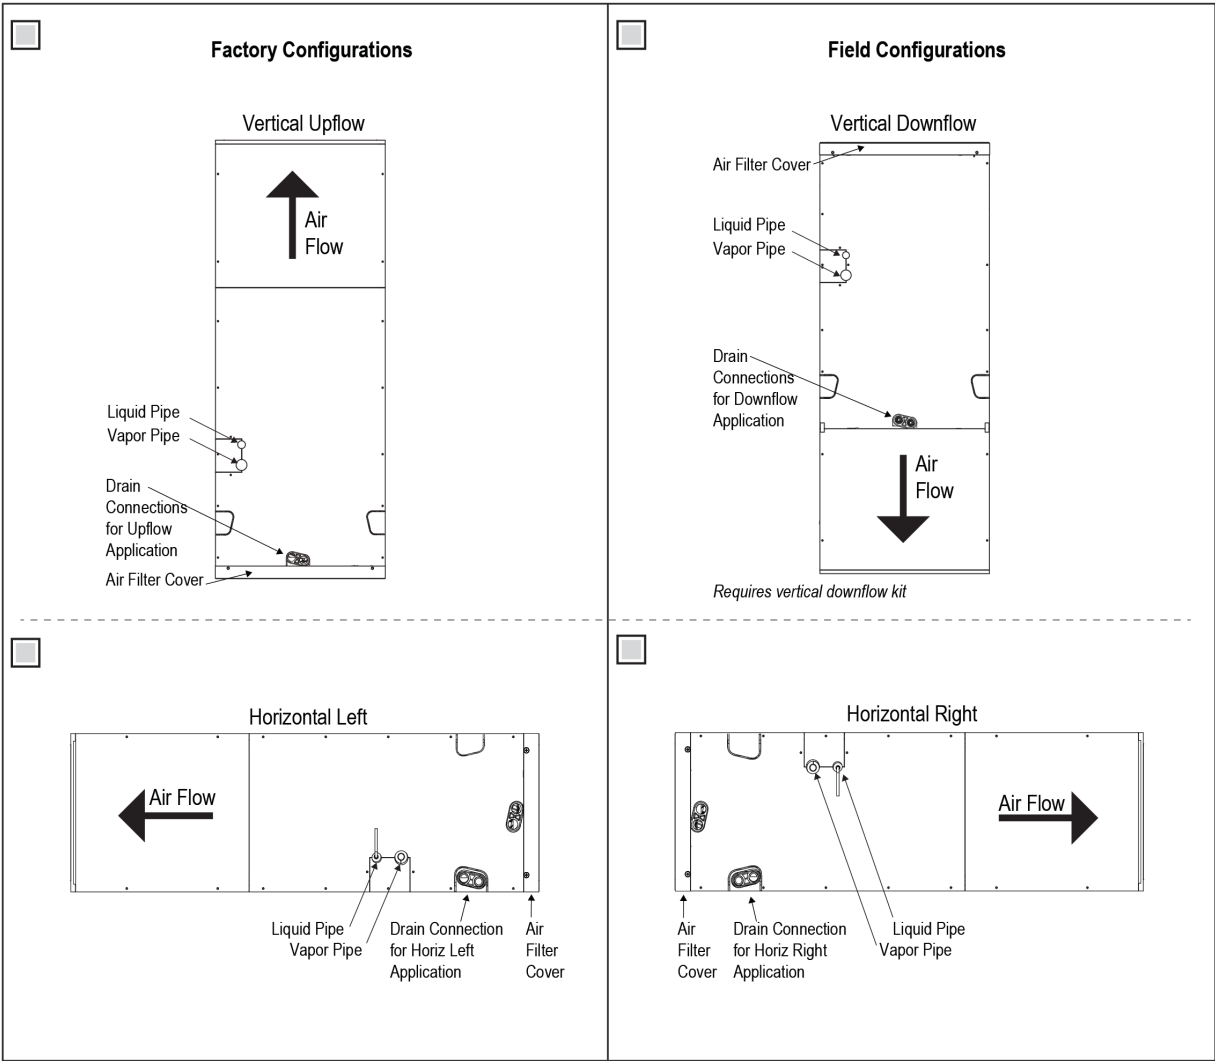 Factory Configurations
Vertical Upflow
Air
Flow
Liquid Pipe
Vapor Pipe
Drain
Connections
for Upflow
Application
Air Filter Cover
Field Configurations
Vertical Downflow
Air Filter Cover
Liquid Pipe
Vapor Pipe
Drain
Connections
for Downflow
Application
Air
Flow
Requires vertical downflow kit
Horizontal Left
Air Flow
Liquid Pipe
Vapor Pipe
Drain Connection
for Horiz Left
Application
Air
Filter
Cover
Horizontal Right
Air Flow
Air
Filter
Cover
Drain Connection
for Horiz Right
Application
Liquid Pipe
Vapor Pipe